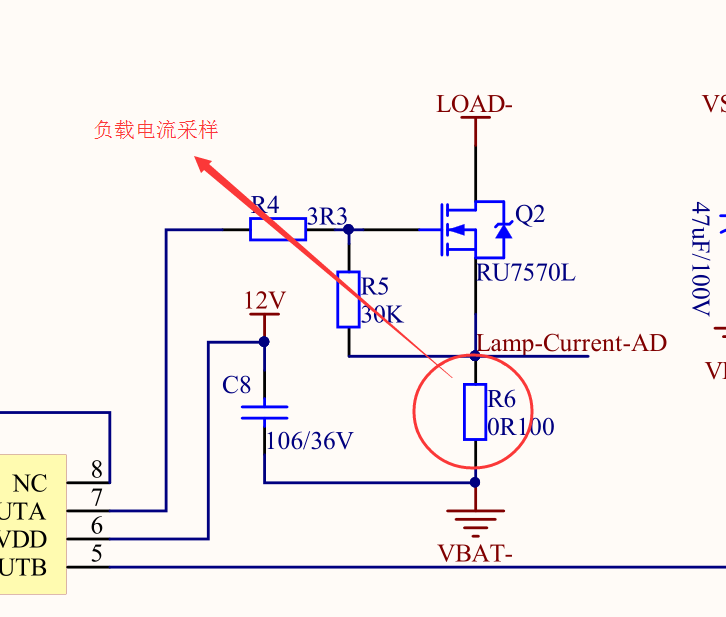 LOAD-
VS
负载电流采样
R4
3R3
Q2
47uF/100V
RU7570L
R5
30K
12V
Lamp-Current-AD
C8
R6
0R100
106/36V
8
NC
7
UTA
6
VDD
5
UTB
VBAT-